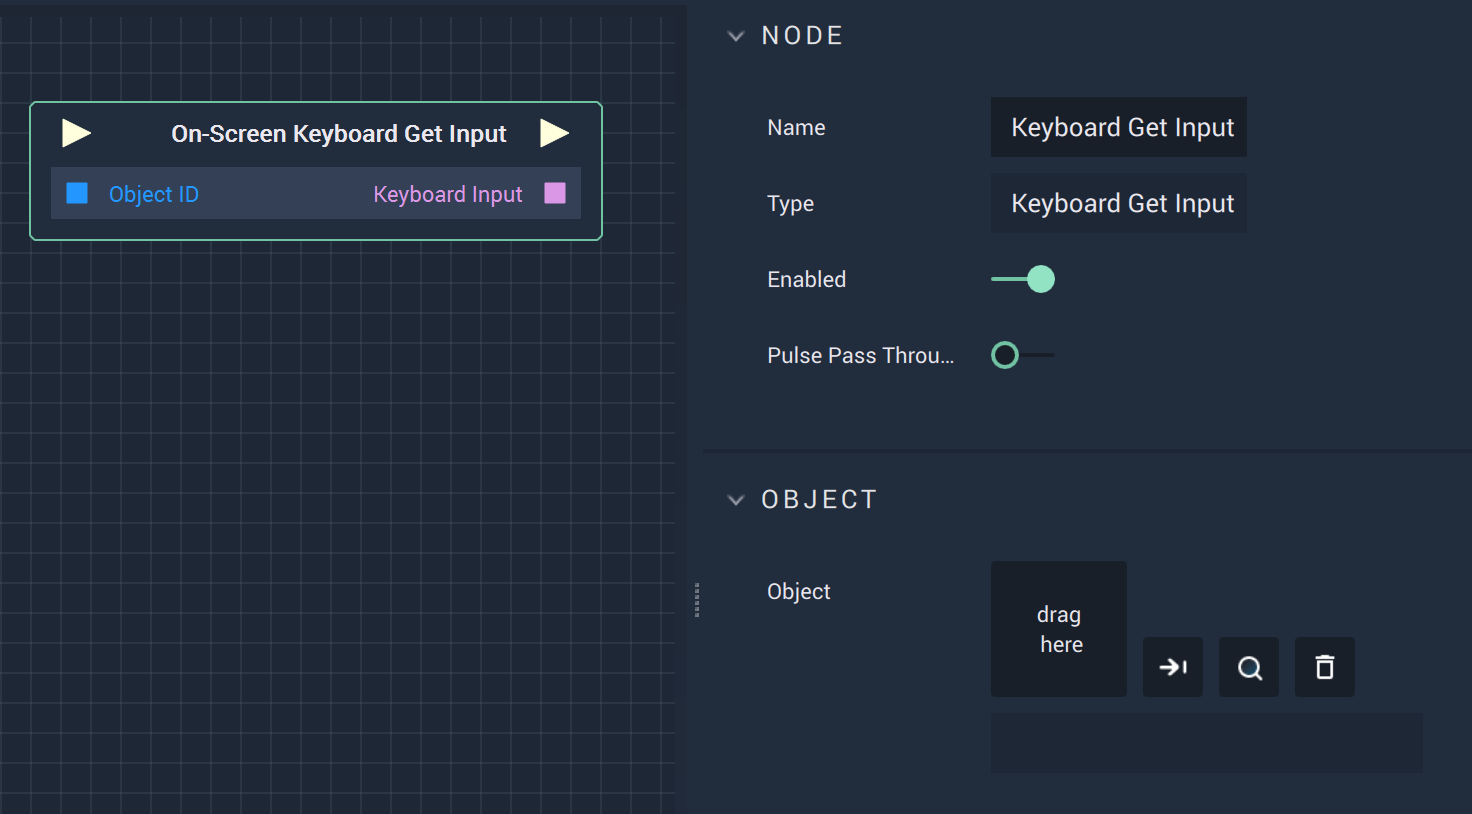 On-Screen Keyboard Get Input
Object ID
Keyboard Input
NODE
Name
Keyboard Get Input
Type
Keyboard Get Input
Enabled
Pulse Pass Throu...
OBJECT
Object
drag
here